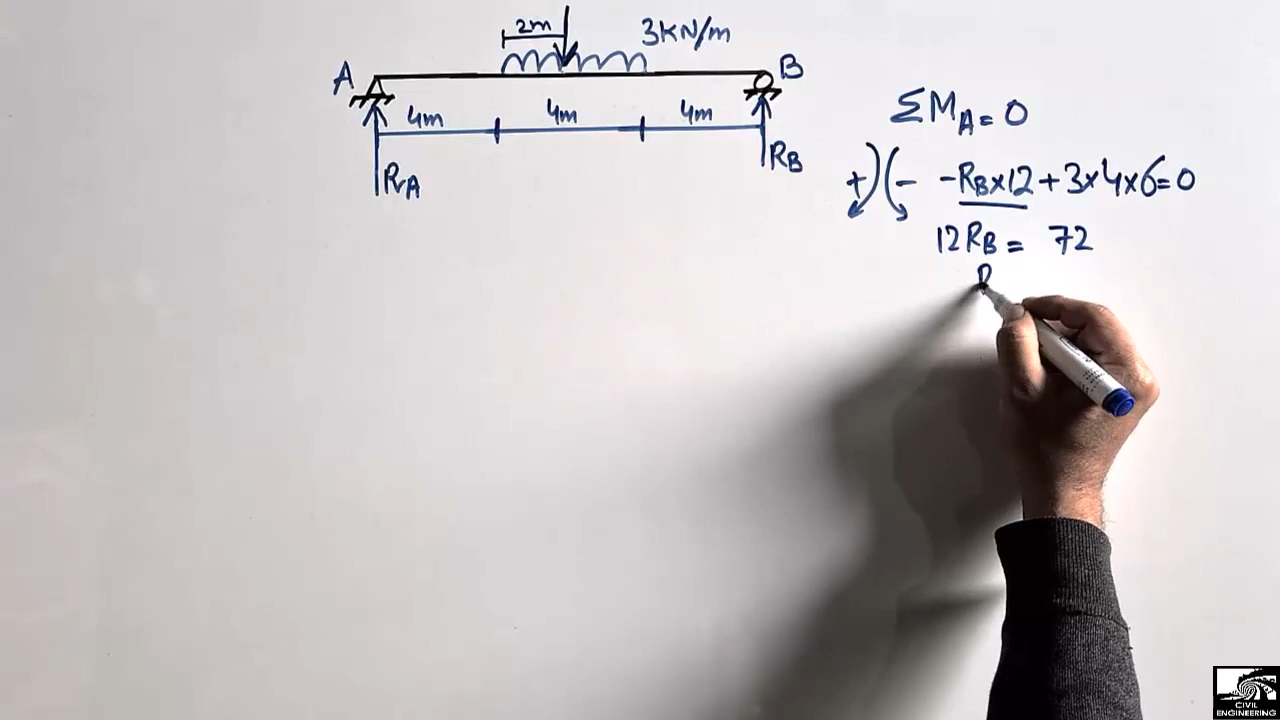 2m
3KN/m
A
B
4m
4m
4m
RA
RB
ΣMA=0
+ - -RB×12+3×4×6=0
12RB= 72
R
CIVIL
ENGINEERING